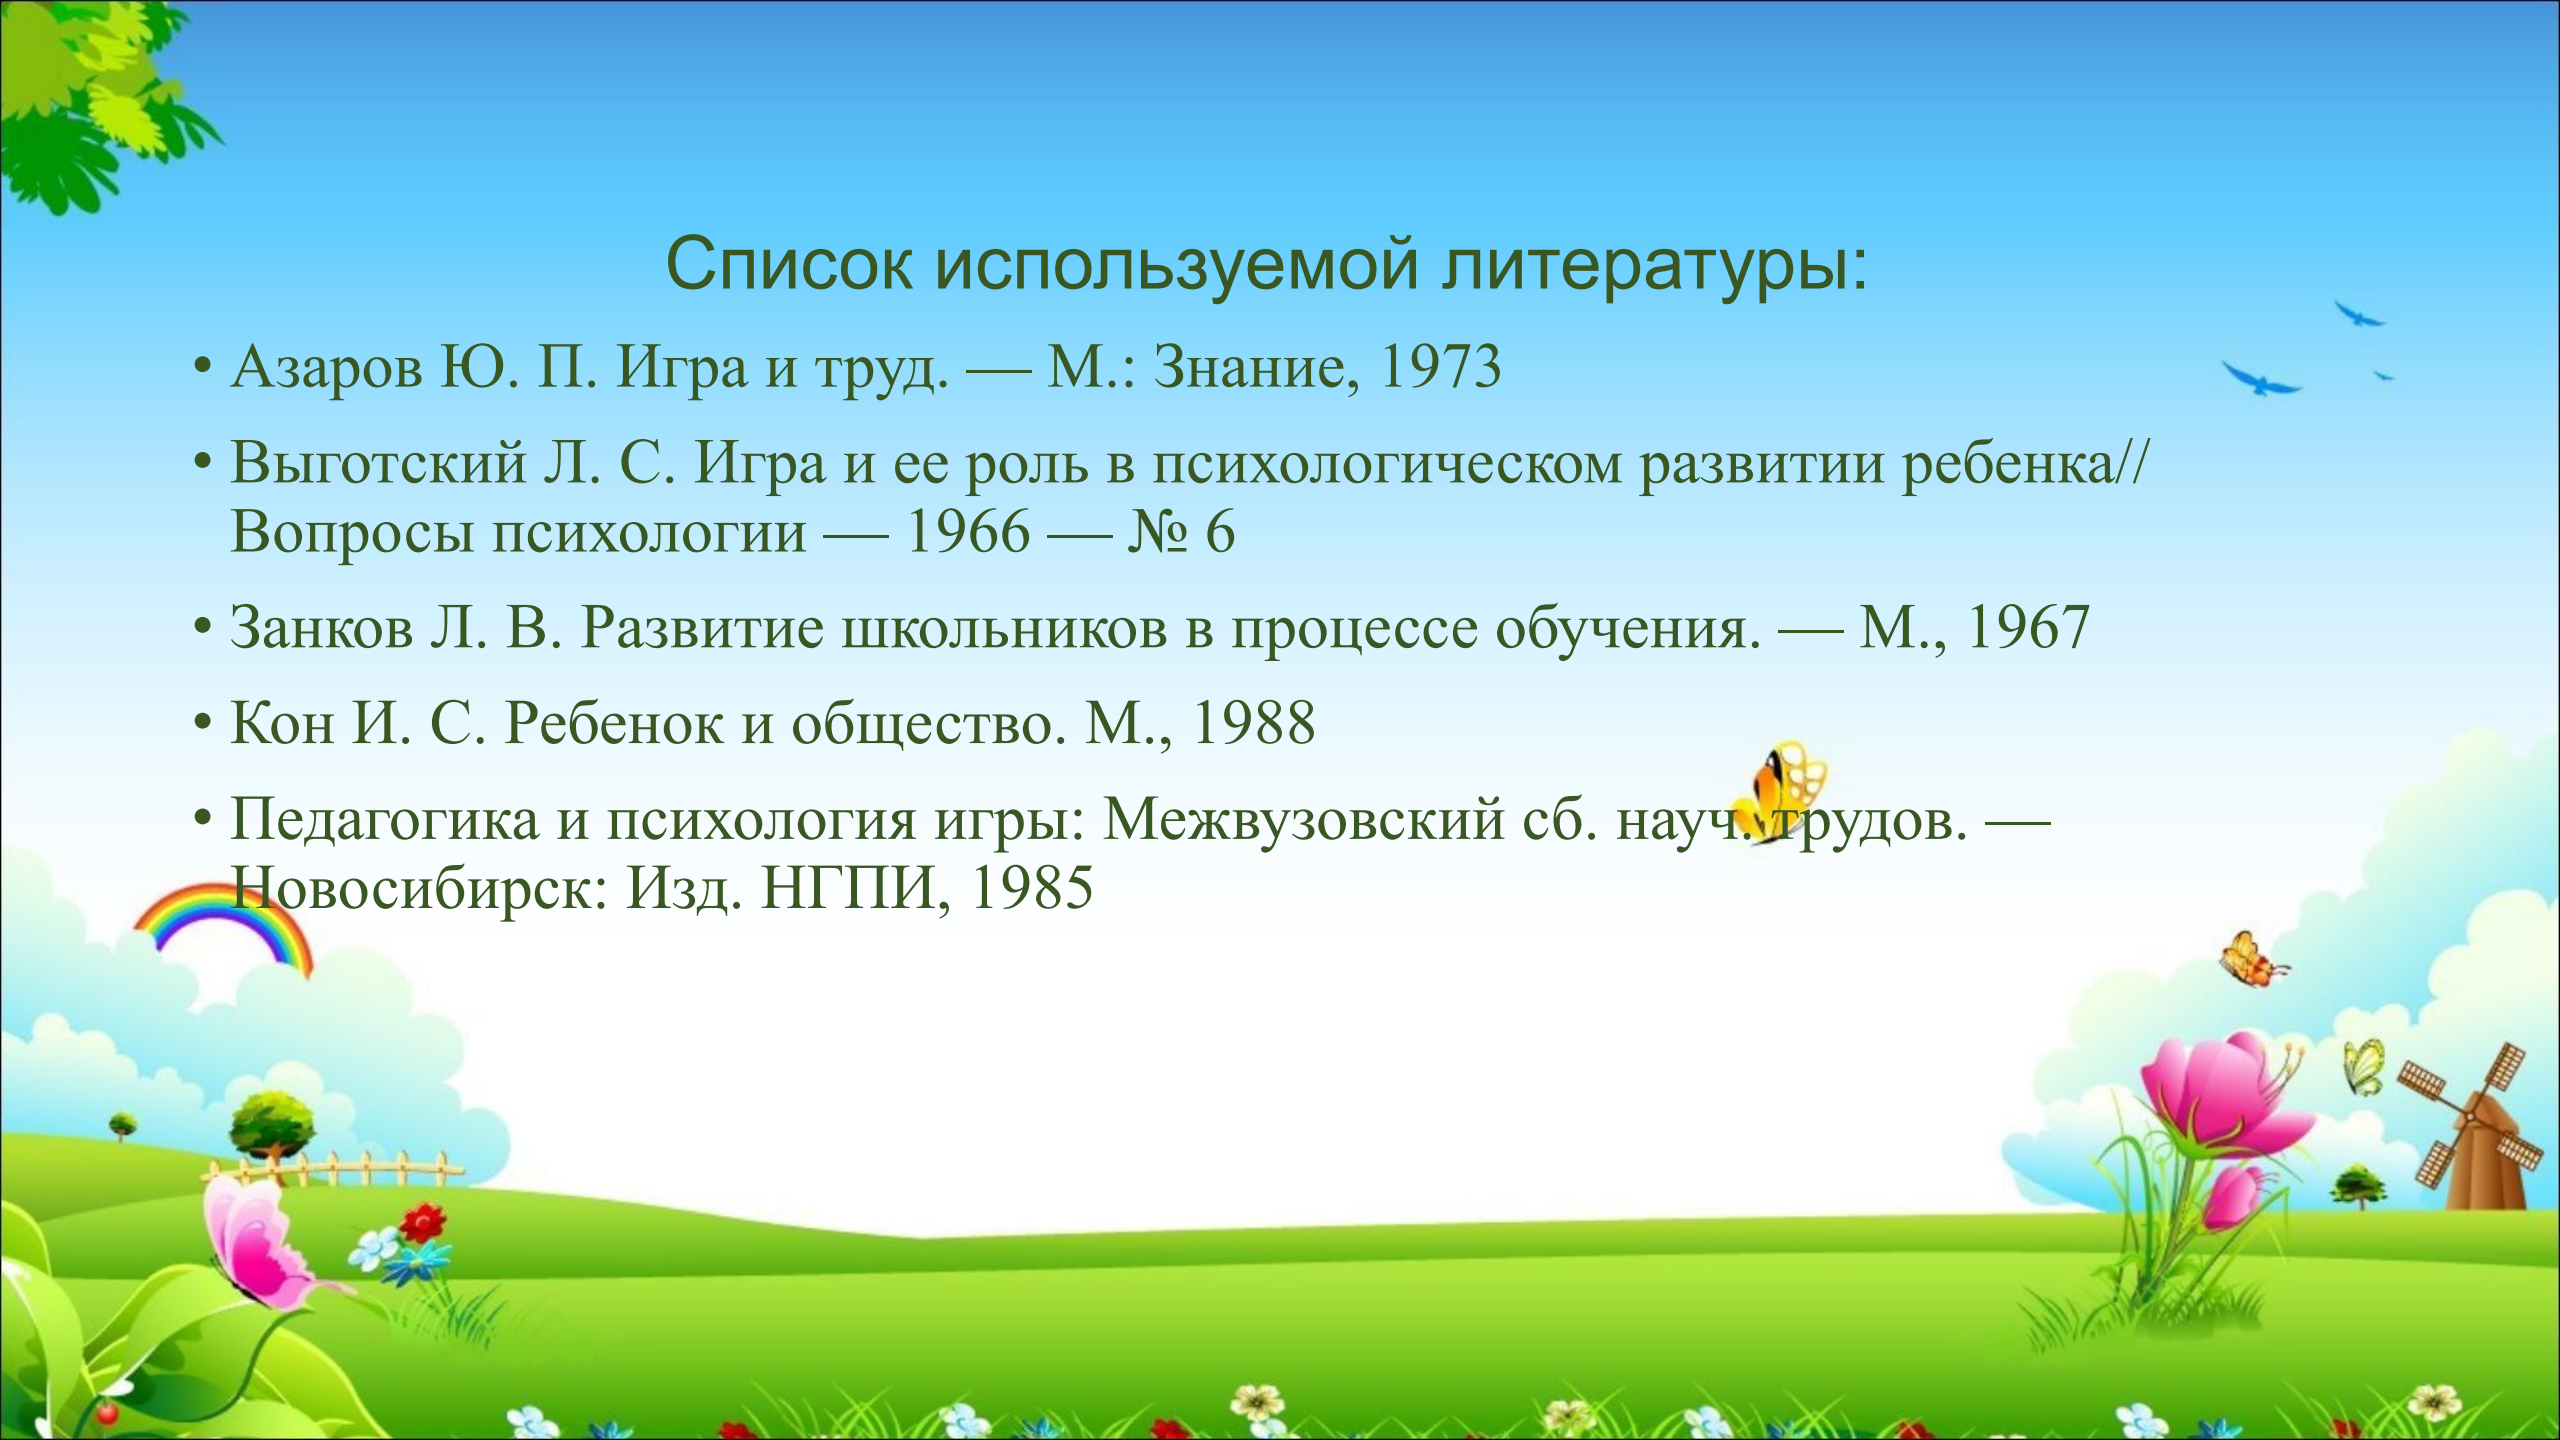 Список используемой литературы:
• Азаров Ю. П. Игра и труд. — М.: Знание, 1973
• Выготский Л. С. Игра и ее роль в психологическом развитии ребенка//
Вопросы психологии — 1966 — № 6
• Занков Л. В. Развитие школьников в процессе обучения. — М., 1967
• Кон И. С. Ребенок и общество. М., 1988
• Педагогика и психология игры: Межвузовский сб. науч. трудов. —
Новосибирск: Изд. НГПИ, 1985